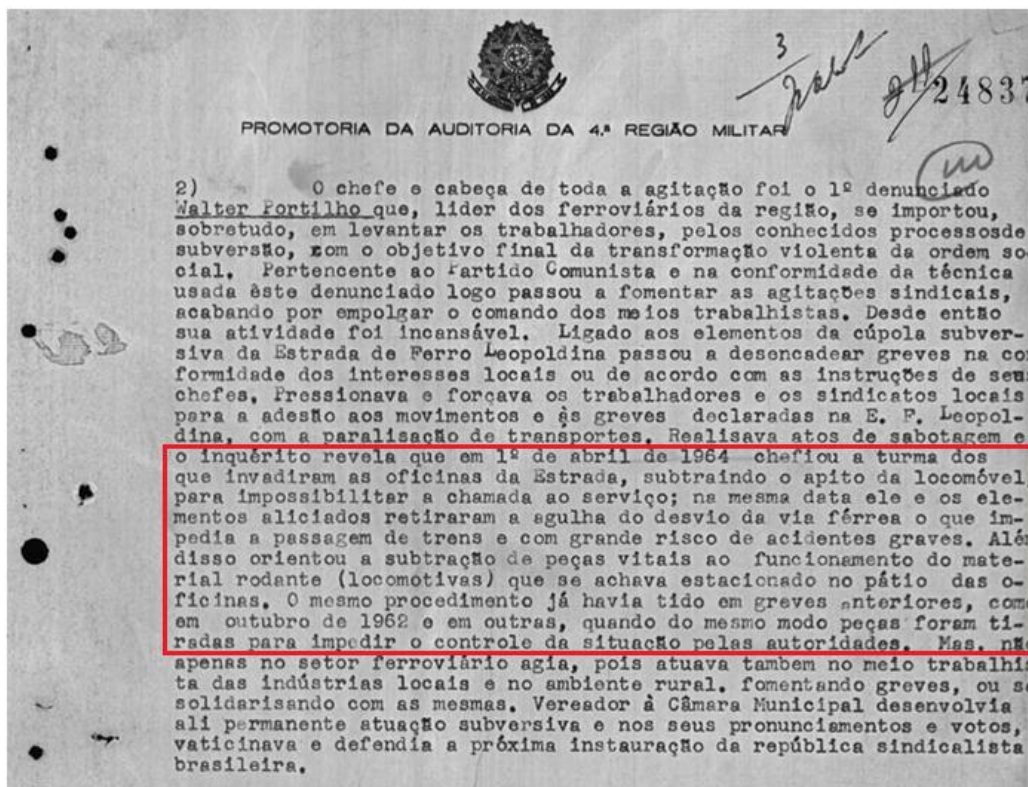 3
24837
PROMOTORIA DA AUDITORIA DA 4.ª REGIÃO MILITAR
2) O chefe e cabeça de toda a agitação foi o 1º denunciado
Walter Portilho que, lider dos ferroviários da região, se importou,
sobretudo, em levantar os trabalhadores, pelos conhecidos processosde
subversão, com o objetivo final da transformação violenta da ordem so-
cial. Pertencente ao Partido Comunista e na conformidade da técnica
usada êste denunciado logo passou a fomentar as agitações sindicais,
acabando por empolgar o comando dos meios trabalhistas. Desde então
sua atividade foi incansável. Ligado aos elementos da cúpola subver-
siva da Estrada de Ferro Leopoldina passou a desencadear greves na con
formidade dos interesses locais ou de acordo com as instruções de seus
chefes. Pressionava e forçava os trabalhadores e os sindicatos locais
para a adesão aos movimentos e às greves declaradas na E. F. Leopol-
dina, com a paralisação de transportes. Realisava atos de sabotagem e
o inquérito revela que em 1º de abril de 1964 chefiou a turma dos
que invadiram as oficinas da Estrada, subtraindo o apito da locomóvel,
para impossibilitar a chamada ao serviço; na mesma data ele e os ele-
mentos aliciados retiraram a agulha do desvio da via férrea o que im-
pedia a passagem de trens e com grande risco de acidentes graves. Além
disso orientou a subtração de peças vitais ao funcionamento do mate-
rial rodante (locomotivas) que se achava estacionado no pátio das o-
ficinas. O mesmo procedimento já havia tido em greves anteriores, como
em outubro de 1962 e em outras, quando do mesmo modo peças foram ti-
radas para impedir o controle da situação pelas autoridades. Mas. não
apenas no setor ferroviário agia, pois atuava tambem no meio trabalhis
ta das indústrias locais e no ambiente rural. fomentando greves, ou se
solidarisando com as mesmas. Vereador à Câmara Municipal desenvolvia
ali permanente atuação subversiva e nos seus pronunciamentos e votos,
vaticinava e defendia a próxima instauração da república sindicalista
brasileira.